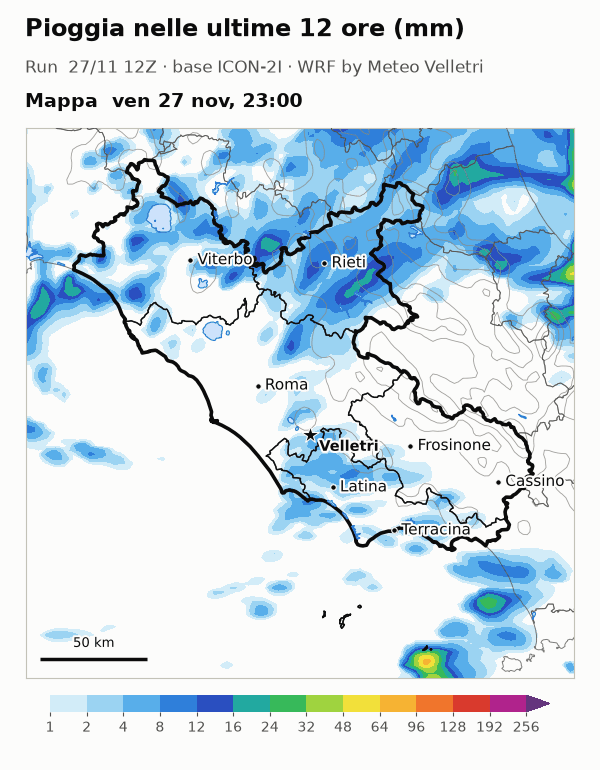 Pioggia nelle ultime 12 ore (mm)
Run  27/11 12Z · base ICON-2I · WRF by Meteo Velletri
Mappa  ven 27 nov, 23:00
Viterbo
Rieti
Roma
Velletri
Frosinone
Latina
Cassino
Terracina
50 km
1 2 4 8 12 16 24 32 48 64 96 128 192 256